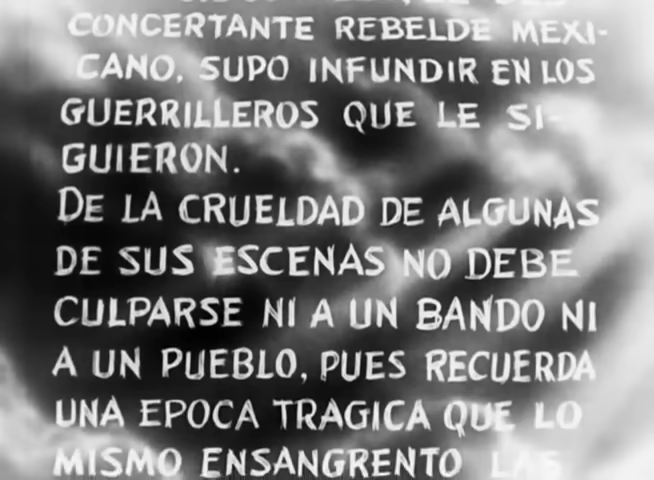 CONCERTANTE REBELDE MEXI-
CANO, SUPO INFUNDIR EN LOS
GUERRILLEROS QUE LE SI-
GUIERON.
DE LA CRUELDAD DE ALGUNAS
DE SUS ESCENAS NO DEBE
CULPARSE NI A UN BANDO NI
A UN PUEBLO, PUES RECUERDA
UNA EPOCA TRAGICA QUE LO
MISMO ENSANGRENTO LAS